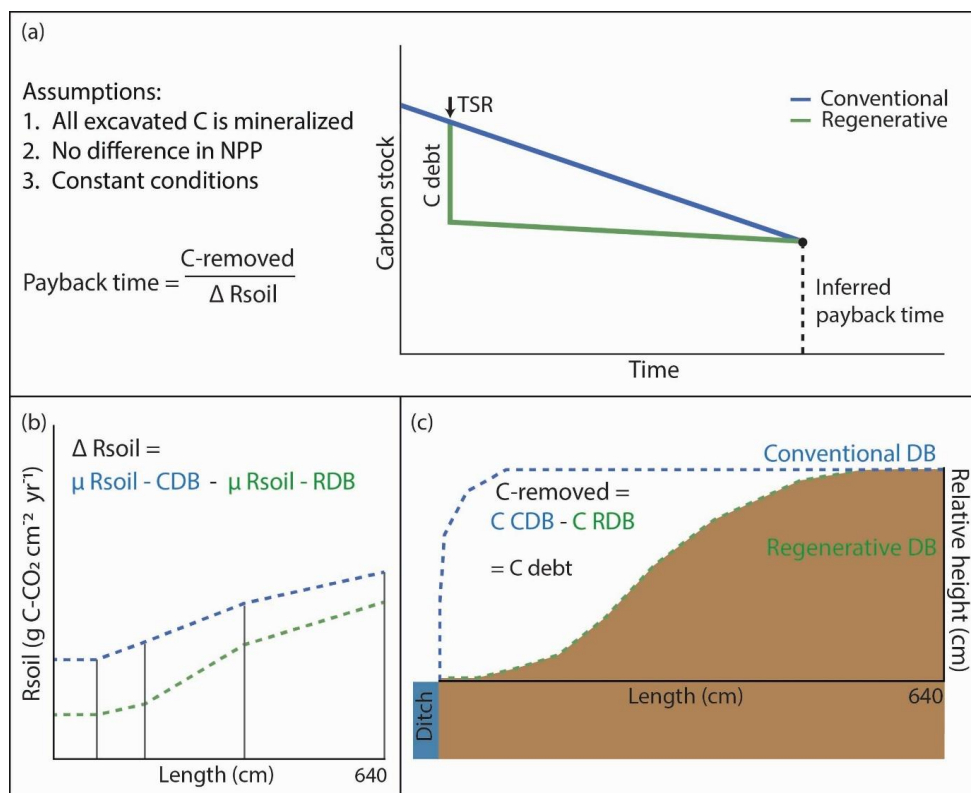 (a)
Assumptions:
1. All excavated C is mineralized
2. No difference in NPP
3. Constant conditions
Payback time = C-removed
Δ Rsoil
Carbon stock
TSR
C debt
Conventional
Regenerative
Inferred
payback time
Time
(b)
Δ Rsoil =
μ Rsoil - CDB - μ Rsoil - RDB
Rsoil (g C-CO₂ cm⁻² yr⁻¹)
Length (cm)
640
(c)
Conventional DB
C-removed =
C CDB - C RDB
= C debt
Regenerative DB
Relative height (cm)
Length (cm)
640
Ditch